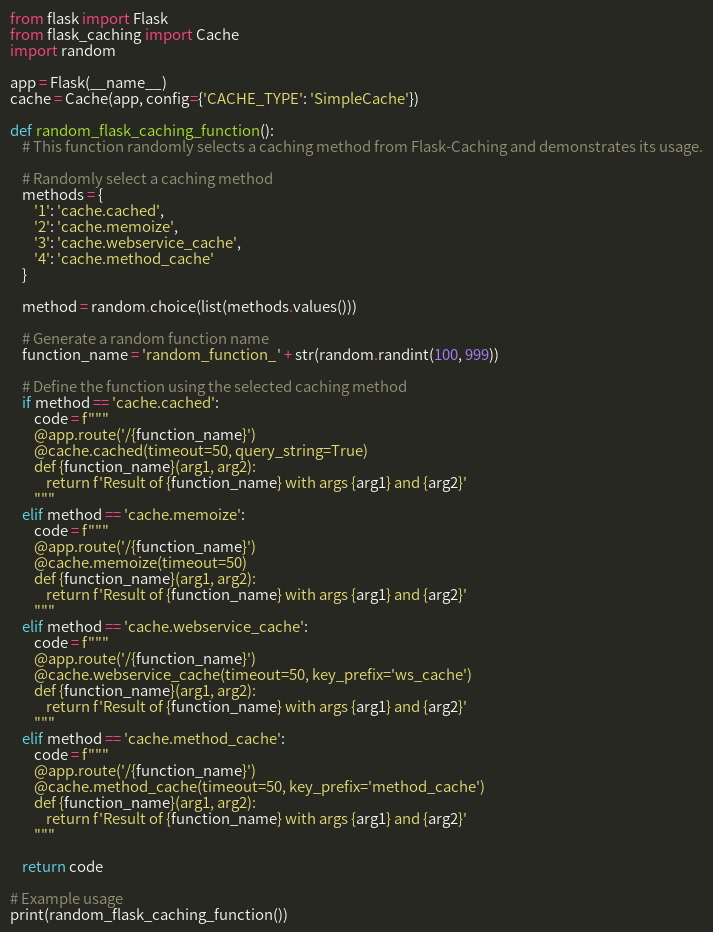 from flask import Flask
from flask_caching import Cache
import random

app = Flask(__name__)
cache = Cache(app, config={'CACHE_TYPE': 'SimpleCache'})

def random_flask_caching_function():
    # This function randomly selects a caching method from Flask-Caching and demonstrates its usage.

    # Randomly select a caching method
    methods = {
        '1': 'cache.cached',
        '2': 'cache.memoize',
        '3': 'cache.webservice_cache',
        '4': 'cache.method_cache'
    }

    method = random.choice(list(methods.values()))

    # Generate a random function name
    function_name = 'random_function_' + str(random.randint(100, 999))

    # Define the function using the selected caching method
    if method == 'cache.cached':
        code = f"""
        @app.route('/{function_name}')
        @cache.cached(timeout=50, query_string=True)
        def {function_name}(arg1, arg2):
            return f'Result of {function_name} with args {arg1} and {arg2}'
        """
    elif method == 'cache.memoize':
        code = f"""
        @app.route('/{function_name}')
        @cache.memoize(timeout=50)
        def {function_name}(arg1, arg2):
            return f'Result of {function_name} with args {arg1} and {arg2}'
        """
    elif method == 'cache.webservice_cache':
        code = f"""
        @app.route('/{function_name}')
        @cache.webservice_cache(timeout=50, key_prefix='ws_cache')
        def {function_name}(arg1, arg2):
            return f'Result of {function_name} with args {arg1} and {arg2}'
        """
    elif method == 'cache.method_cache':
        code = f"""
        @app.route('/{function_name}')
        @cache.method_cache(timeout=50, key_prefix='method_cache')
        def {function_name}(arg1, arg2):
            return f'Result of {function_name} with args {arg1} and {arg2}'
        """

    return code

# Example usage
print(random_flask_caching_function())